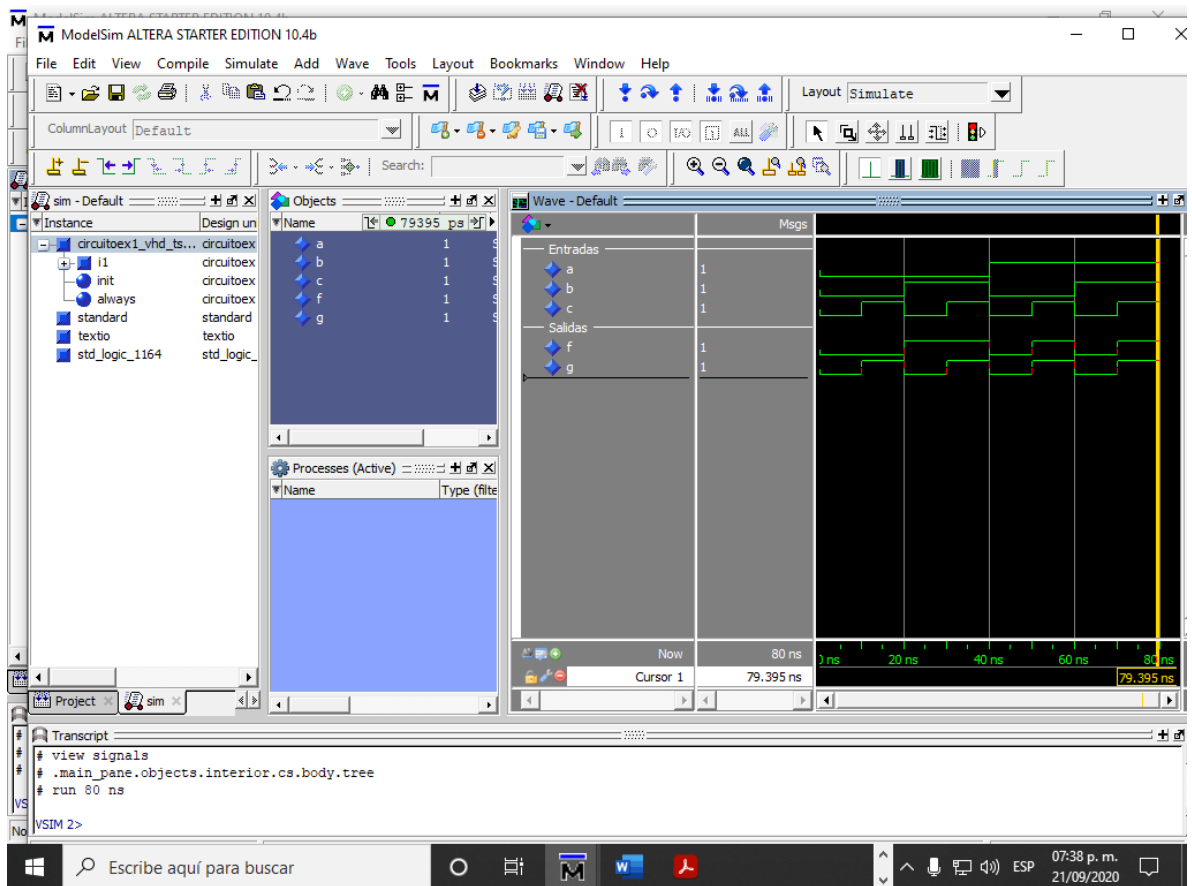 ModelSim ALTERA STARTER EDITION 10.4b
File Edit View Compile Simulate Add Wave Tools Layout Bookmarks Window Help
Layout Simulate
ColumnLayout Default
Search:
sim - Default
Instance Design un
circuitoex1_vhd_ts... circuitoex
i1 circuitoex
init circuitoex
always circuitoex
standard standard
textio textio
std_logic_1164 std_logic_
Project sim
Objects
Name 79395 ps
a 1 S
b 1 S
c 1 S
f 1 S
g 1 S
Processes (Active)
Name Type (filte
Wave - Default
Msgs
Entradas
a 1
b 1
c 1
Salidas
f 1
g 1
Now 80 ns
Cursor 1 79.395 ns
0 ns 20 ns 40 ns 60 ns 80 ns
79.395 ns
Transcript
# view signals
# .main_pane.objects.interior.cs.body.tree
# run 80 ns
VSIM 2>
Escribe aquí para buscar
ESP
07:38 p. m.
21/09/2020